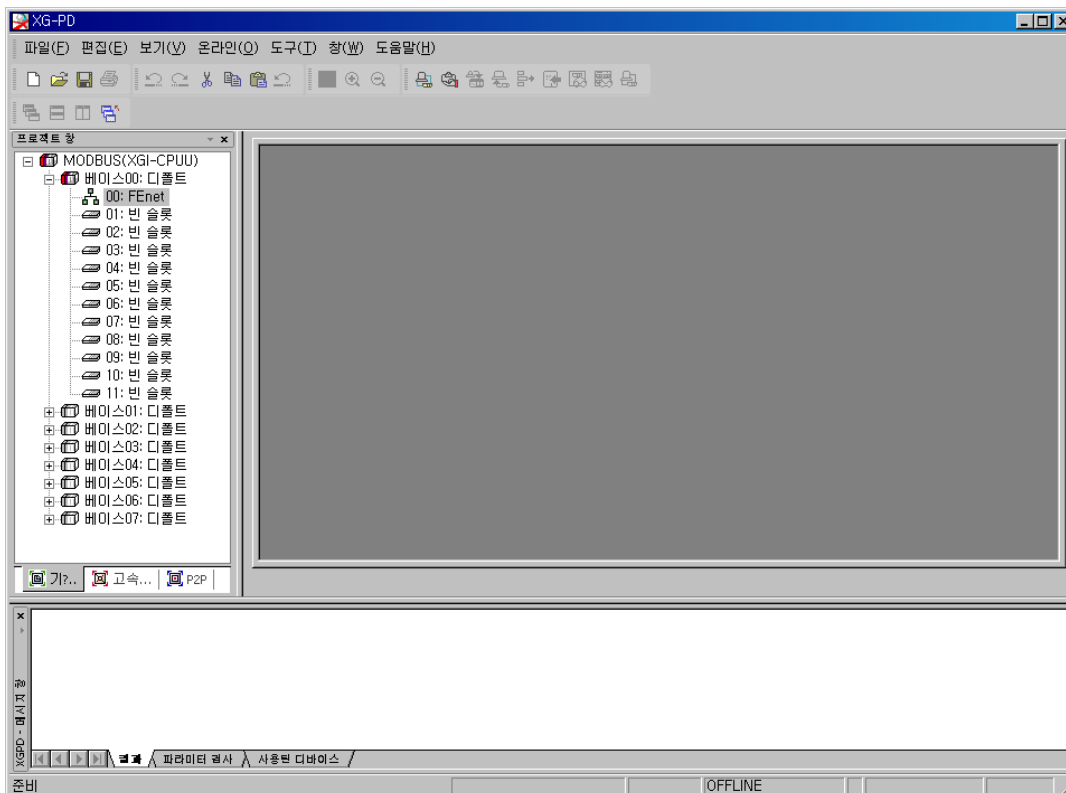 XG-PD
파일(F) 편집(E) 보기(V) 온라인(O) 도구(T) 창(W) 도움말(H)
프로젝트 창
MODBUS(XGI-CPUU)
베이스00: 디폴트
00: FEnet
01: 빈 슬롯
02: 빈 슬롯
03: 빈 슬롯
04: 빈 슬롯
05: 빈 슬롯
06: 빈 슬롯
07: 빈 슬롯
08: 빈 슬롯
09: 빈 슬롯
10: 빈 슬롯
11: 빈 슬롯
베이스01: 디폴트
베이스02: 디폴트
베이스03: 디폴트
베이스04: 디폴트
베이스05: 디폴트
베이스06: 디폴트
베이스07: 디폴트
기?.. 고속... P2P
XGPD - 메시지 창
결과 파라미터 검사 사용된 디바이스
준비 OFFLINE